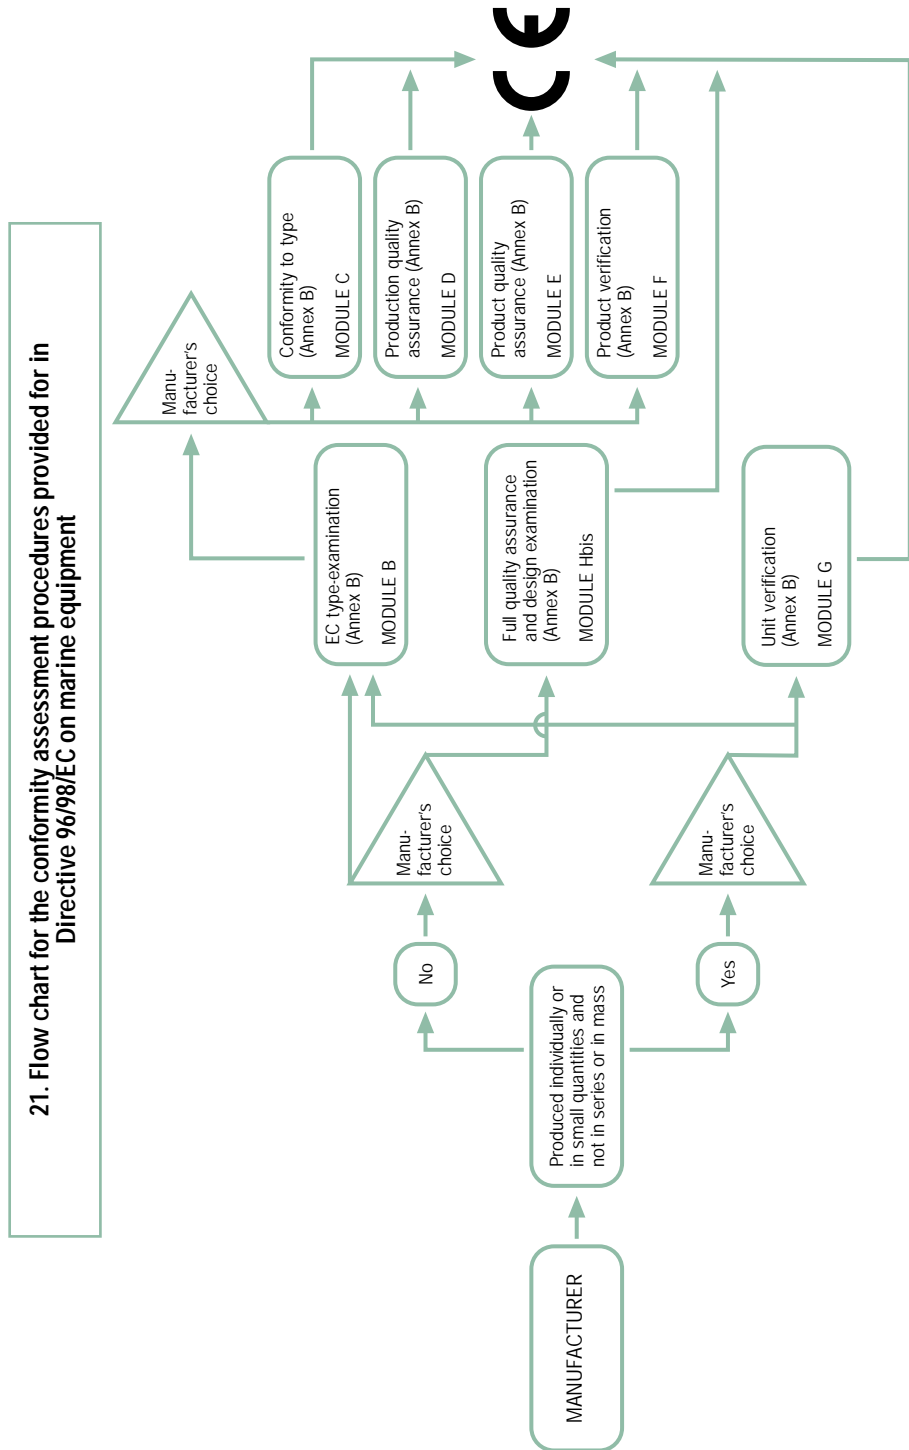 21. Flow chart for the conformity assessment procedures provided for in
Directive 96/98/EC on marine equipment
MANUFACTURER
Produced individually or
in small quantities and
not in series or in mass
No
Yes
Manu-
facturer's
choice
Manu-
facturer's
choice
EC type-examination
(Annex B)
MODULE B
Full quality assurance
and design examination
(Annex B)
MODULE Hbis
Unit verification
(Annex B)
MODULE G
Manu-
facturer's
choice
Conformity to type
(Annex B)
MODULE C
Production quality
assurance (Annex B)
MODULE D
Product quality
assurance (Annex B)
MODULE E
Product verification
(Annex B)
MODULE F
CE